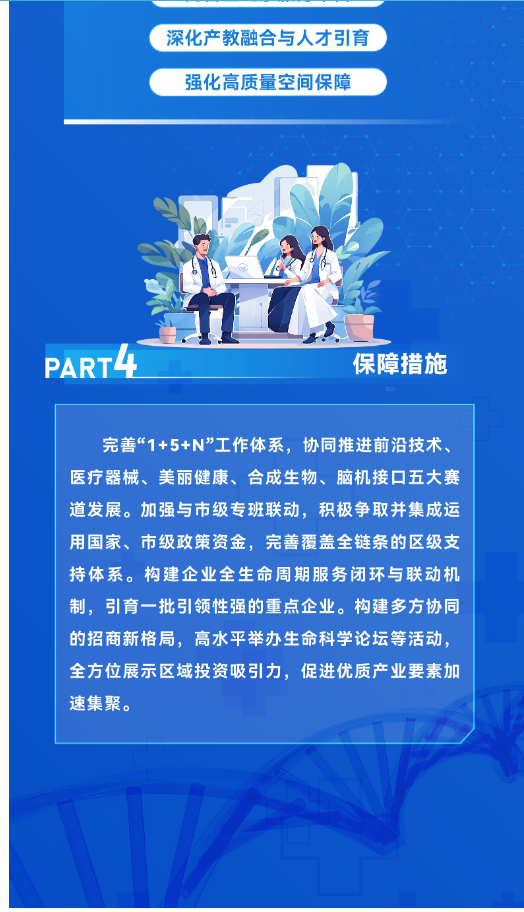 深化产教融合与人才引育
强化高质量空间保障
PART4
保障措施
完善“1+5+N”工作体系，协同推进前沿技术、
医疗器械、美丽健康、合成生物、脑机接口五大赛
道发展。加强与市级专班联动，积极争取并集成运
用国家、市级政策资金，完善覆盖全链条的区级支
持体系。构建企业全生命周期服务闭环与联动机
制，引育一批引领性强的重点企业。构建多方协同
的招商新格局，高水平举办生命科学论坛等活动，
全方位展示区域投资吸引力，促进优质产业要素加
速集聚。